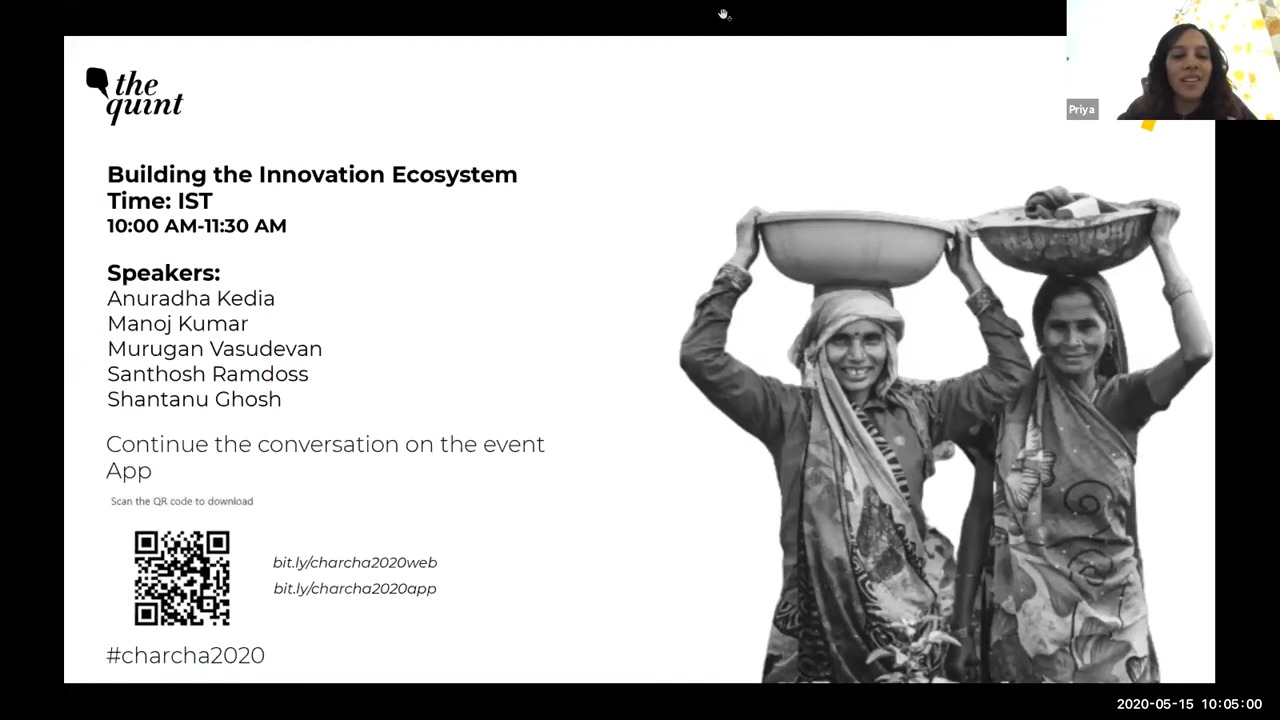 the
quint
Priya
Building the Innovation Ecosystem
Time: IST
10:00 AM-11:30 AM
Speakers:
Anuradha Kedia
Manoj Kumar
Murugan Vasudevan
Santhosh Ramdoss
Shantanu Ghosh
Continue the conversation on the event
App
Scan the QR code to download
bit.ly/charcha2020web
bit.ly/charcha2020app
#charcha2020
2020-05-15 10:05:00